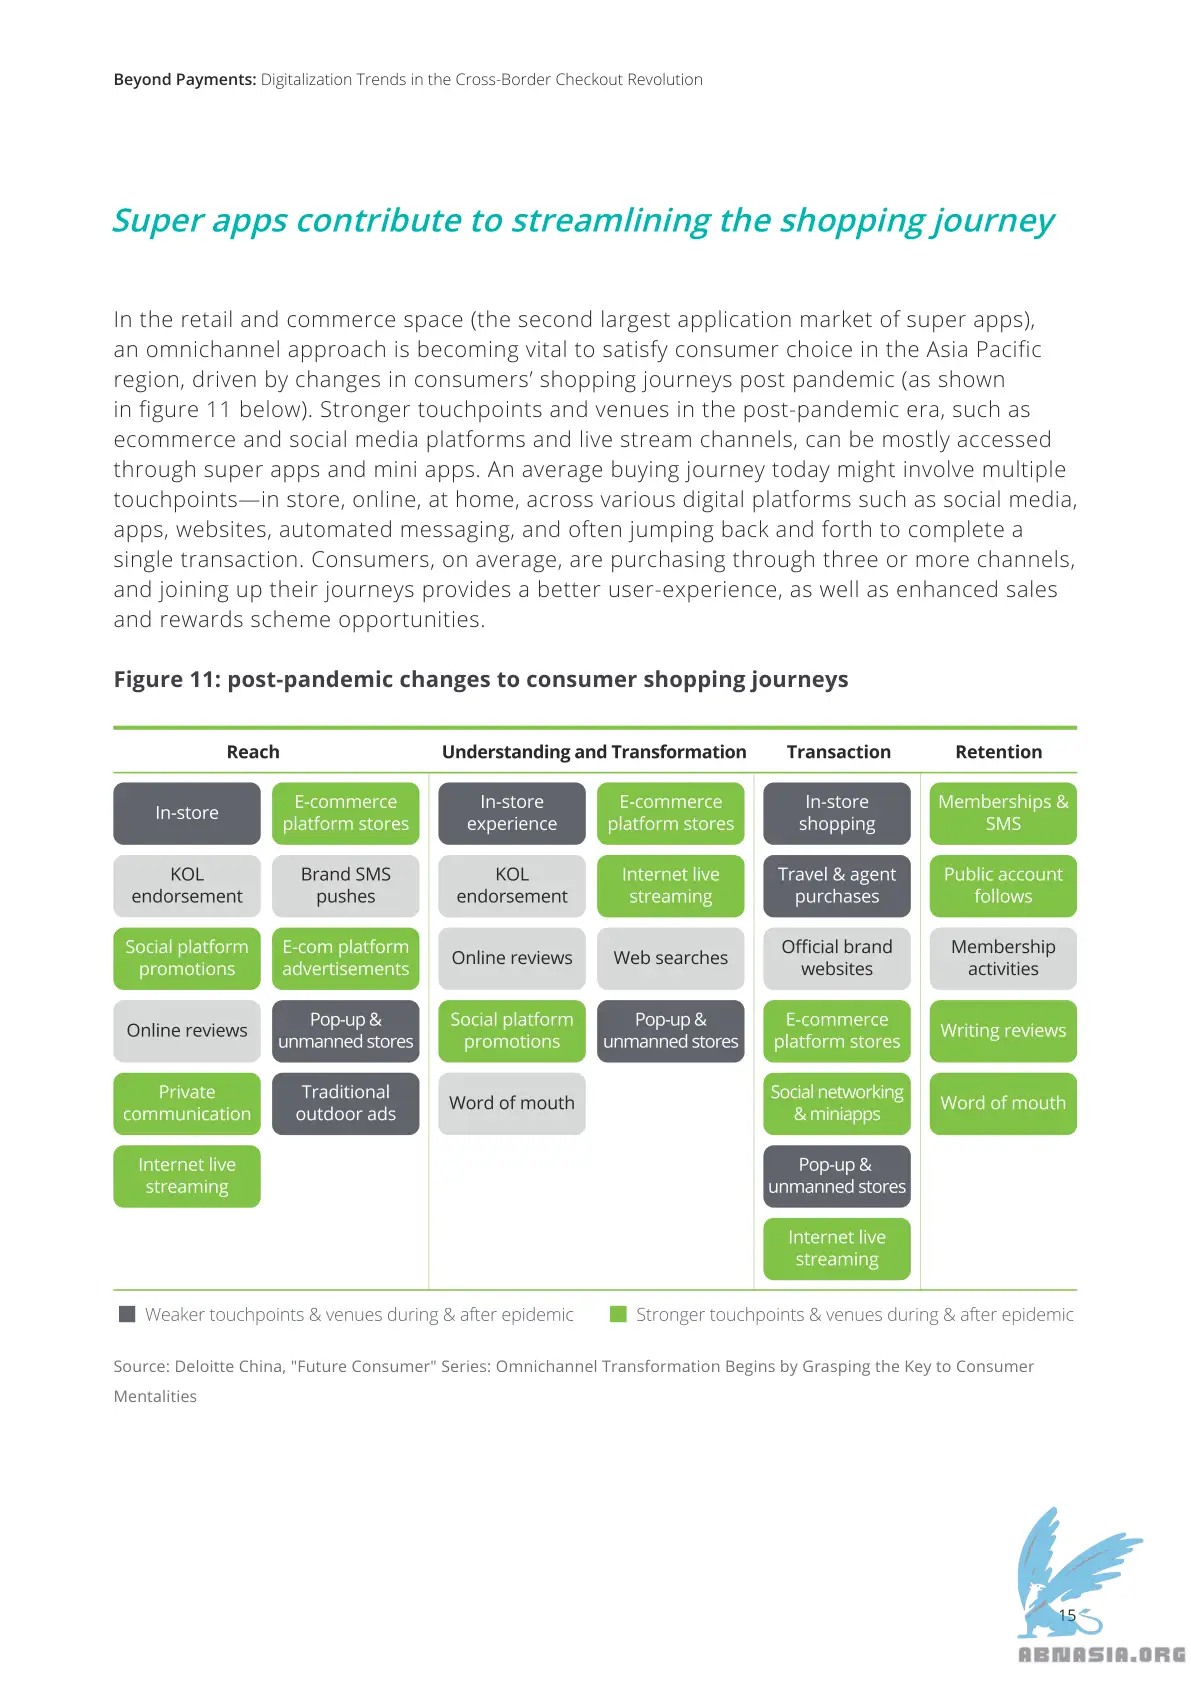 Beyond Payments: Digitalization Trends in the Cross-Border Checkout Revolution
Super apps contribute to streamlining the shopping journey
In the retail and commerce space (the second largest application market of super apps),
an omnichannel approach is becoming vital to satisfy consumer choice in the Asia Pacific
region, driven by changes in consumers’ shopping journeys post pandemic (as shown
in figure 11 below). Stronger touchpoints and venues in the post-pandemic era, such as
ecommerce and social media platforms and live stream channels, can be mostly accessed
through super apps and mini apps. An average buying journey today might involve multiple
touchpoints—in store, online, at home, across various digital platforms such as social media,
apps, websites, automated messaging, and often jumping back and forth to complete a
single transaction. Consumers, on average, are purchasing through three or more channels,
and joining up their journeys provides a better user-experience, as well as enhanced sales
and rewards scheme opportunities.
Figure 11: post-pandemic changes to consumer shopping journeys
Reach
In-store
KOL
endorsement
Social platform
promotions
Online reviews
Private
communication
Internet live
streaming
E-commerce
platform stores
Brand SMS
pushes
E-com platform
advertisements
Pop-up &
unmanned stores
Traditional
outdoor ads
Understanding and Transformation
In-store
experience
KOL
endorsement
Online reviews
Social platform
promotions
Word of mouth
E-commerce
platform stores
Internet live
streaming
Web searches
Pop-up &
unmanned stores
Transaction
In-store
shopping
Travel & agent
purchases
Official brand
websites
E-commerce
platform stores
Social networking
& miniapps
Pop-up &
unmanned stores
Internet live
streaming
Retention
Memberships &
SMS
Public account
follows
Membership
activities
Writing reviews
Word of mouth
Weaker touchpoints & venues during & after epidemic
Stronger touchpoints & venues during & after epidemic
Source: Deloitte China, "Future Consumer" Series: Omnichannel Transformation Begins by Grasping the Key to Consumer
Mentalities
15
ABNASIA.ORG